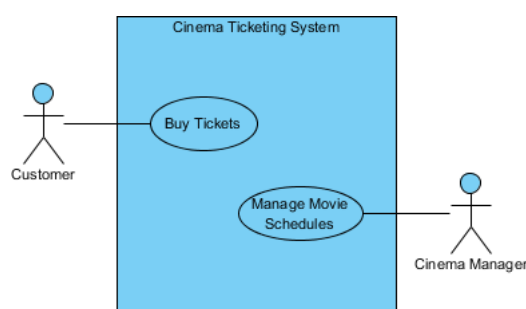 Cinema Ticketing System
Buy Tickets
Customer
Manage Movie
Schedules
Cinema Manager